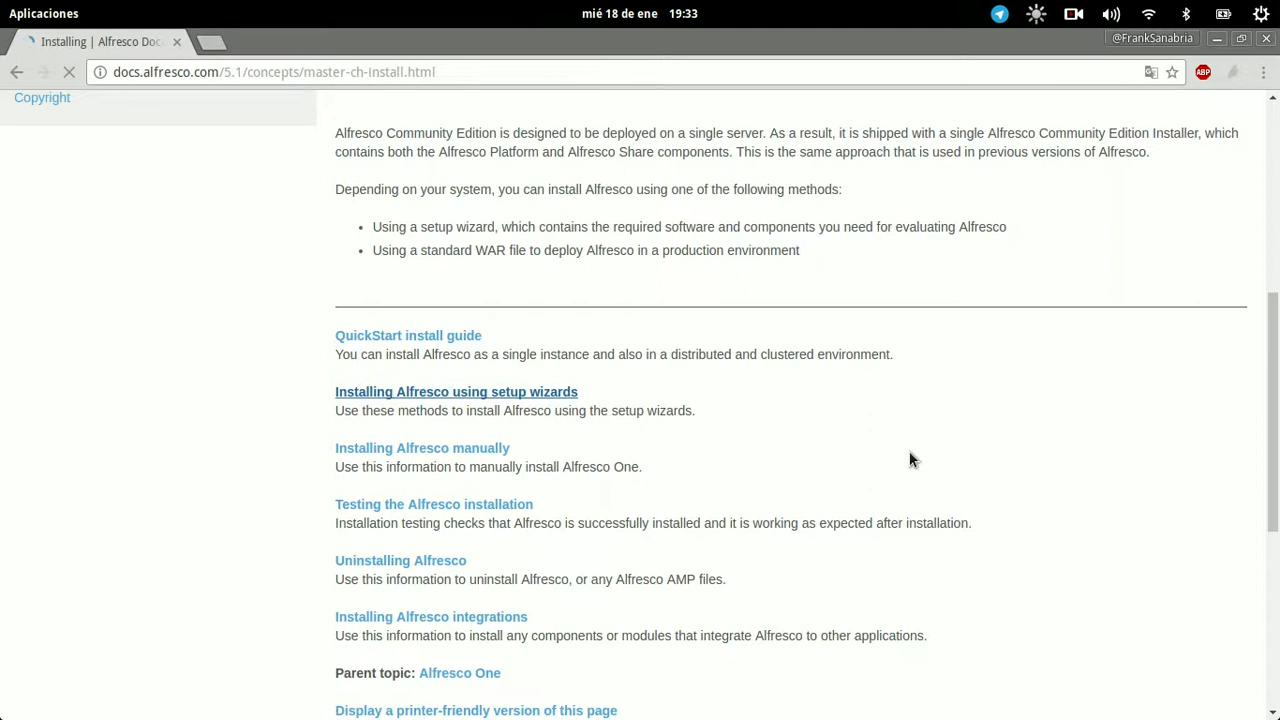 Aplicaciones
mié 18 de ene 19:33
Installing | Alfresco Doc
@FrankSanabria
docs.alfresco.com/5.1/concepts/master-ch-install.html
ABP
Copyright
Alfresco Community Edition is designed to be deployed on a single server. As a result, it is shipped with a single Alfresco Community Edition Installer, which
contains both the Alfresco Platform and Alfresco Share components. This is the same approach that is used in previous versions of Alfresco.
Depending on your system, you can install Alfresco using one of the following methods:
• Using a setup wizard, which contains the required software and components you need for evaluating Alfresco
• Using a standard WAR file to deploy Alfresco in a production environment
QuickStart install guide
You can install Alfresco as a single instance and also in a distributed and clustered environment.
Installing Alfresco using setup wizards
Use these methods to install Alfresco using the setup wizards.
Installing Alfresco manually
Use this information to manually install Alfresco One.
Testing the Alfresco installation
Installation testing checks that Alfresco is successfully installed and it is working as expected after installation.
Uninstalling Alfresco
Use this information to uninstall Alfresco, or any Alfresco AMP files.
Installing Alfresco integrations
Use this information to install any components or modules that integrate Alfresco to other applications.
Parent topic: Alfresco One
Display a printer-friendly version of this page